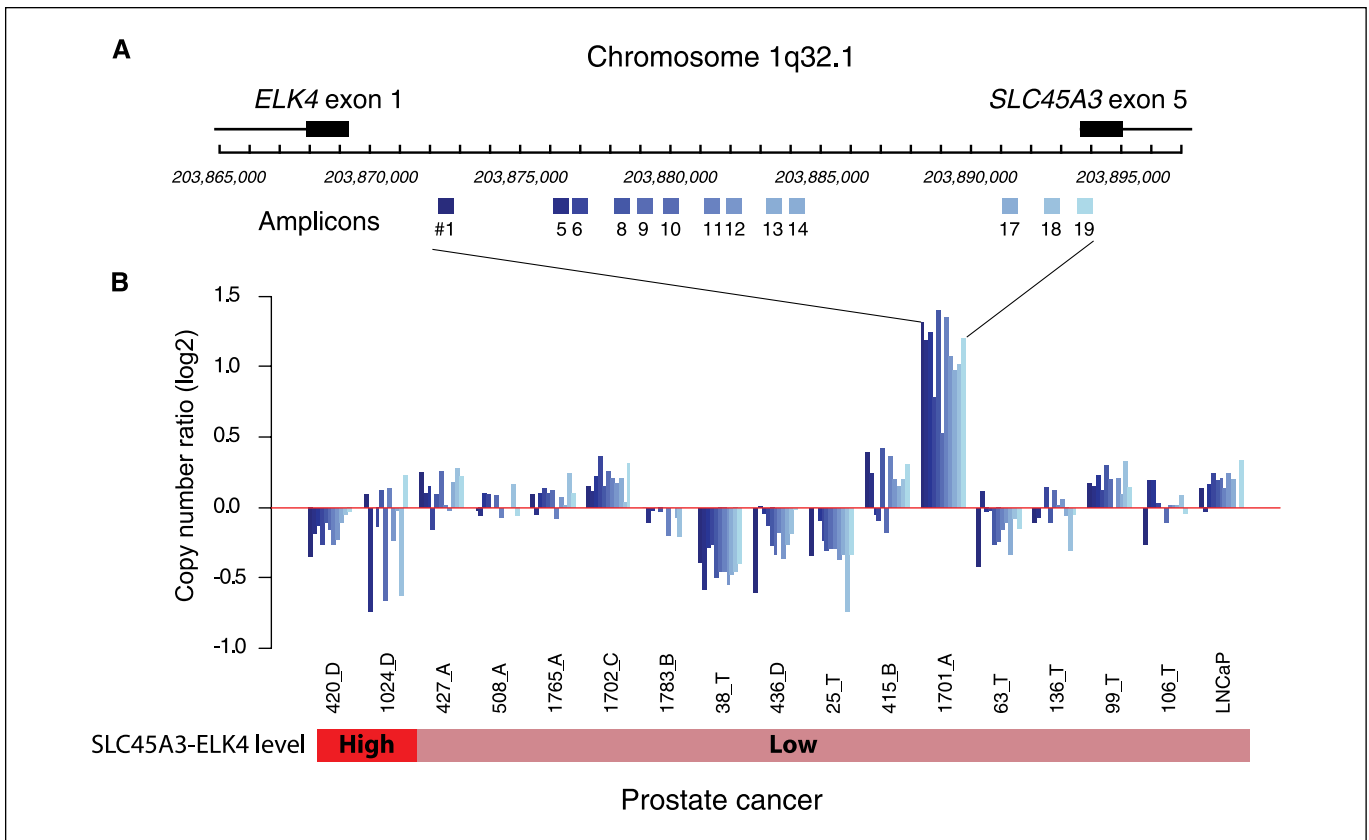 A
Chromosome 1q32.1
ELK4 exon 1
SLC45A3 exon 5
203,865,000 203,870,000 203,875,000 203,880,000 203,885,000 203,890,000 203,895,000
Amplicons
#1 5 6 8 9 10 11 12 13 14 17 18 19
B
Copy number ratio (log2)
1.5
1.0
0.5
0.0
-0.5
-1.0
420_D 1024_D 427_A 508_A 1765_A 1702_C 1783_B 38_T 436_D 25_T 415_B 1701_A 63_T 136_T 99_T 106_T LNCaP
SLC45A3-ELK4 level High Low
Prostate cancer